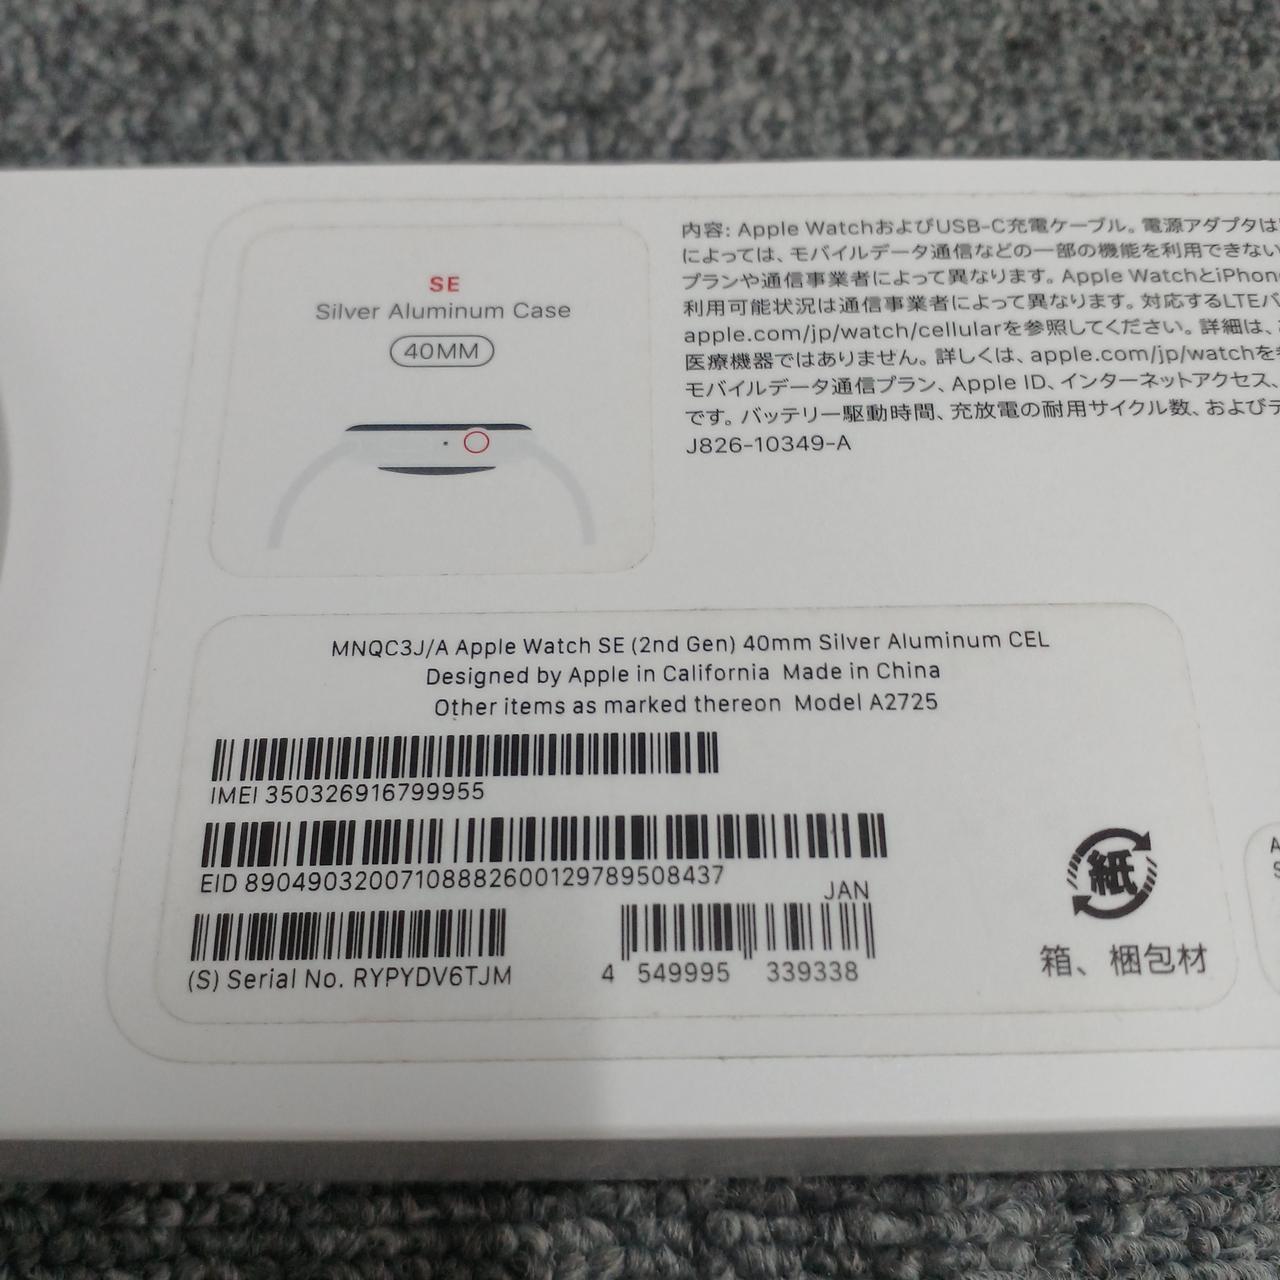 SE
Silver Aluminum Case
40MM
内容: Apple WatchおよびUSB-C充電ケーブル。電源アダプタは
によっては、モバイルデータ通信などの一部の機能を利用できない
プランや通信事業者によって異なります。Apple WatchとiPhon
利用可能状況は通信事業者によって異なります。対応するLTEバ
apple.com/jp/watch/cellularを参照してください。詳細は、
医療機器ではありません。詳しくは、apple.com/jp/watchを
モバイルデータ通信プラン、Apple ID、インターネットアクセス、
です。バッテリー駆動時間、充放電の耐用サイクル数、およびデ
J826-10349-A
MNQC3J/A Apple Watch SE (2nd Gen) 40mm Silver Aluminum CEL
Designed by Apple in California Made in China
Other items as marked thereon Model A2725
IMEI 350326916799955
EID 89049032007108882600129789508437
JAN
(S) Serial No. RYPYDV6TJM
4 549995 339338
紙
箱、梱包材